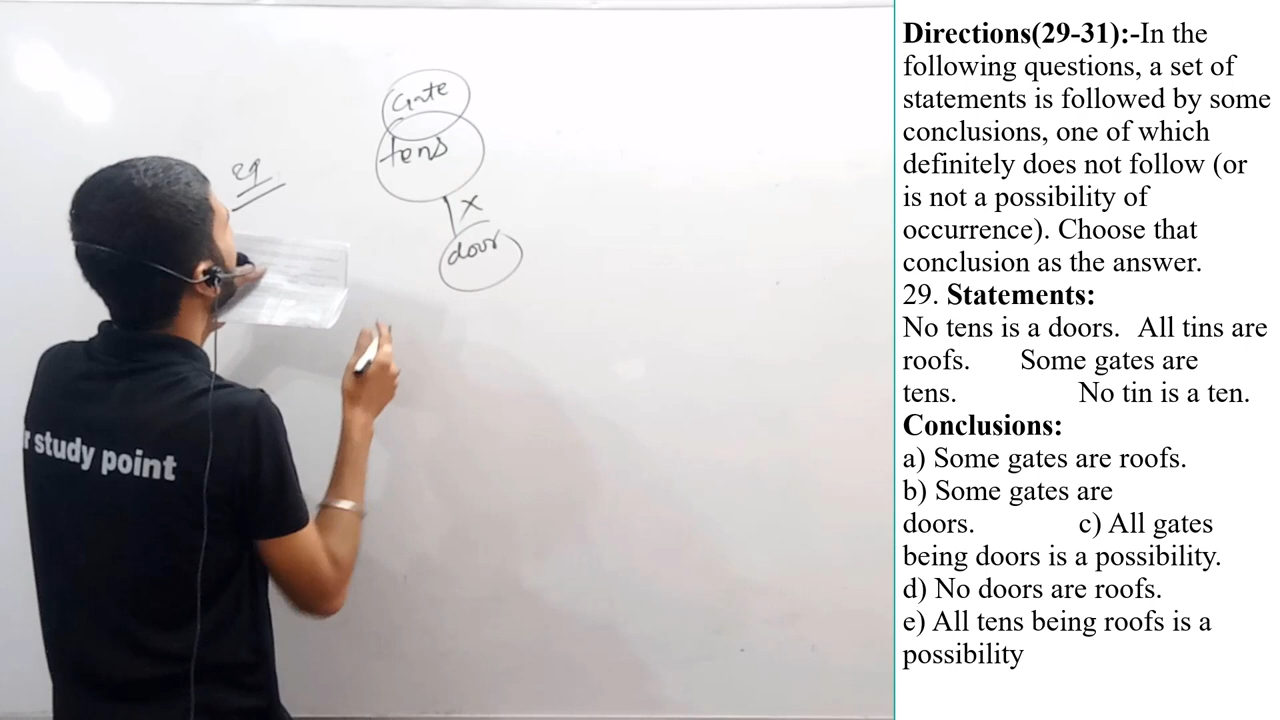 Gate
tens
29
X
door
r study point
Directions(29-31):-In the
following questions, a set of
statements is followed by some
conclusions, one of which
definitely does not follow (or
is not a possibility of
occurrence). Choose that
conclusion as the answer.
29. Statements:
No tens is a doors. All tins are
roofs. Some gates are
tens. No tin is a ten.
Conclusions:
a) Some gates are roofs.
b) Some gates are
doors. c) All gates
being doors is a possibility.
d) No doors are roofs.
e) All tens being roofs is a
possibility